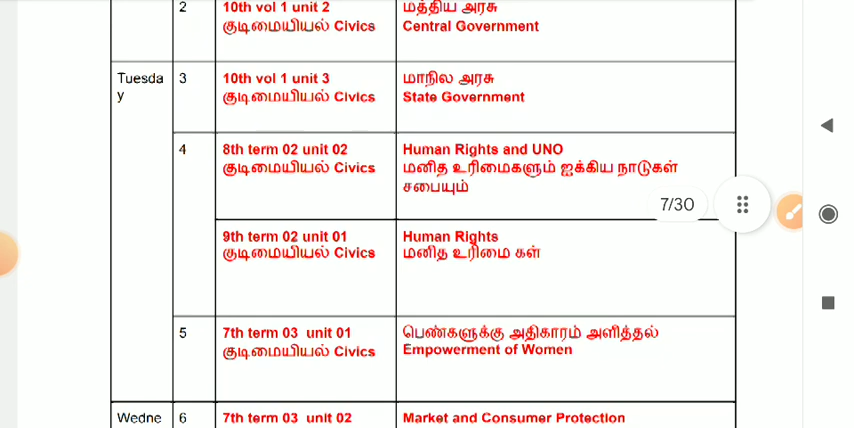 2
10th vol 1 unit 2
குடிமையியல் Civics
மத்திய அரசு
Central Government
Tuesda
y
3
10th vol 1 unit 3
குடிமையியல் Civics
மாநில அரசு
State Government
4
8th term 02 unit 02
குடிமையியல் Civics
Human Rights and UNO
மனித உரிமைகளும் ஐக்கிய நாடுகள்
சபையும்
7/30
9th term 02 unit 01
குடிமையியல் Civics
Human Rights
மனித உரிமை கள்
5
7th term 03 unit 01
குடிமையியல் Civics
பெண்களுக்கு அதிகாரம் அளித்தல்
Empowerment of Women
Wedne
6
7th term 03 unit 02
Market and Consumer Protection